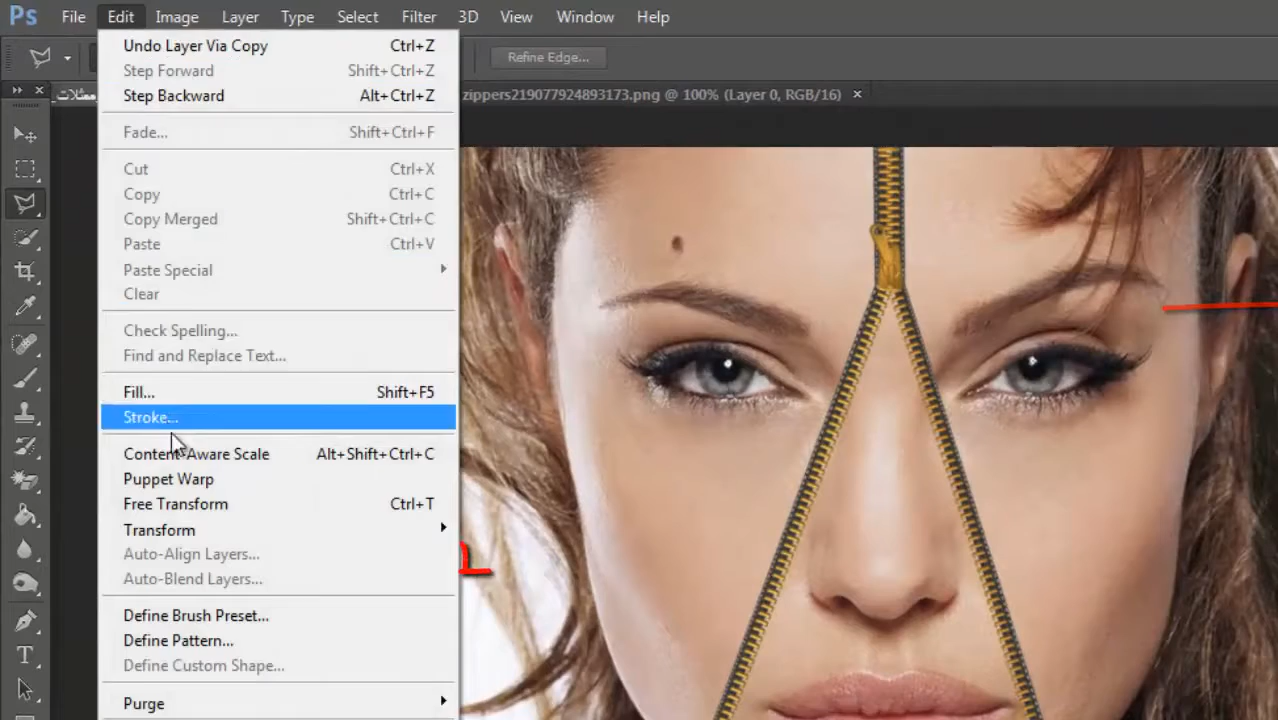 Ps File Edit Image Layer Type Select Filter 3D View Window Help
Refine Edge...
zippers219077924893173.png @ 100% (Layer 0, RGB/16) ×
Undo Layer Via Copy Ctrl+Z
Step Forward Shift+Ctrl+Z
Step Backward Alt+Ctrl+Z
Fade... Shift+Ctrl+F
Cut Ctrl+X
Copy Ctrl+C
Copy Merged Shift+Ctrl+C
Paste Ctrl+V
Paste Special
Clear
Check Spelling...
Find and Replace Text...
Fill... Shift+F5
Stroke...
Content-Aware Scale Alt+Shift+Ctrl+C
Puppet Warp
Free Transform Ctrl+T
Transform
Auto-Align Layers...
Auto-Blend Layers...
Define Brush Preset...
Define Pattern...
Define Custom Shape...
Purge